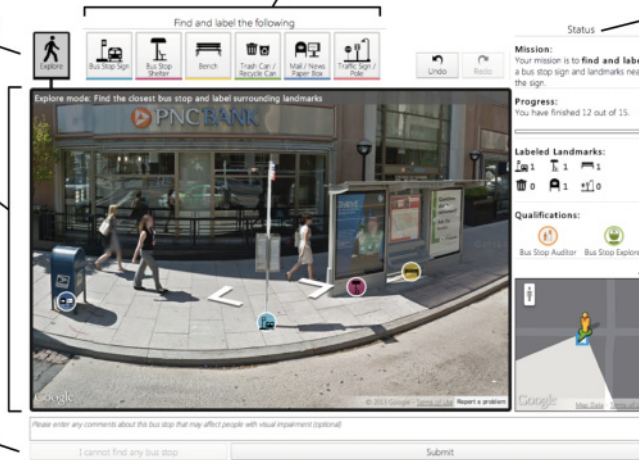 Find and label the following
Explore
Bus Stop Sign
Bus Stop
Shelter
Bench
Trash Can /
Recycle Can
Mail / News
Paper Box
Traffic Sign /
Pole
Undo
Redo
Explore mode: Find the closest bus stop and label surrounding landmarks
PNC BANK
Google
© 2013 Google - Terms of Use Report a problem
Please enter any comments about this bus stop that may affect people with visual impairment (optional)
I cannot find any bus stop
Submit
Status
Mission:
Your mission is to find and labe
a bus stop sign and landmarks nea
the sign.
Progress:
You have finished 12 out of 15.
Labeled Landmarks:
1 1 1
0 1 0
Qualifications:
Bus Stop Auditor Bus Stop Explore
Google
Map Data